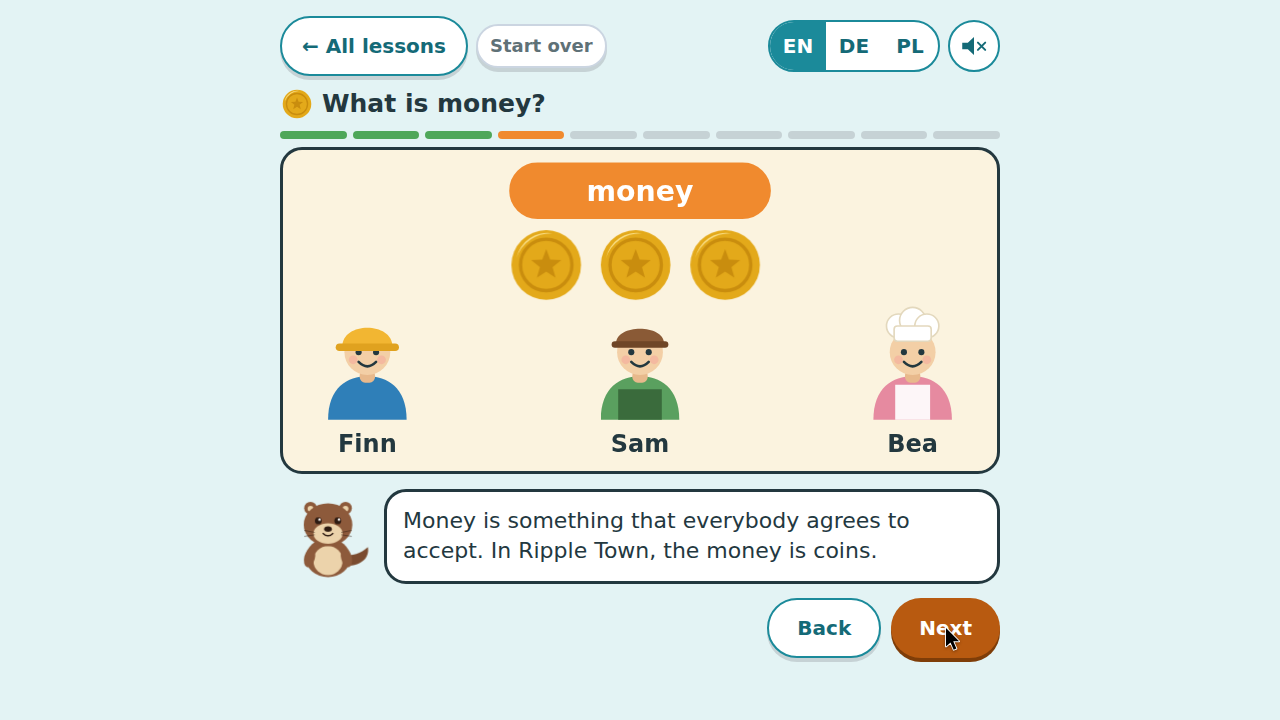 ← All lessons
Start over
EN DE PL
What is money?
money
Finn
Sam
Bea
Money is something that everybody agrees to
accept. In Ripple Town, the money is coins.
Back
Next